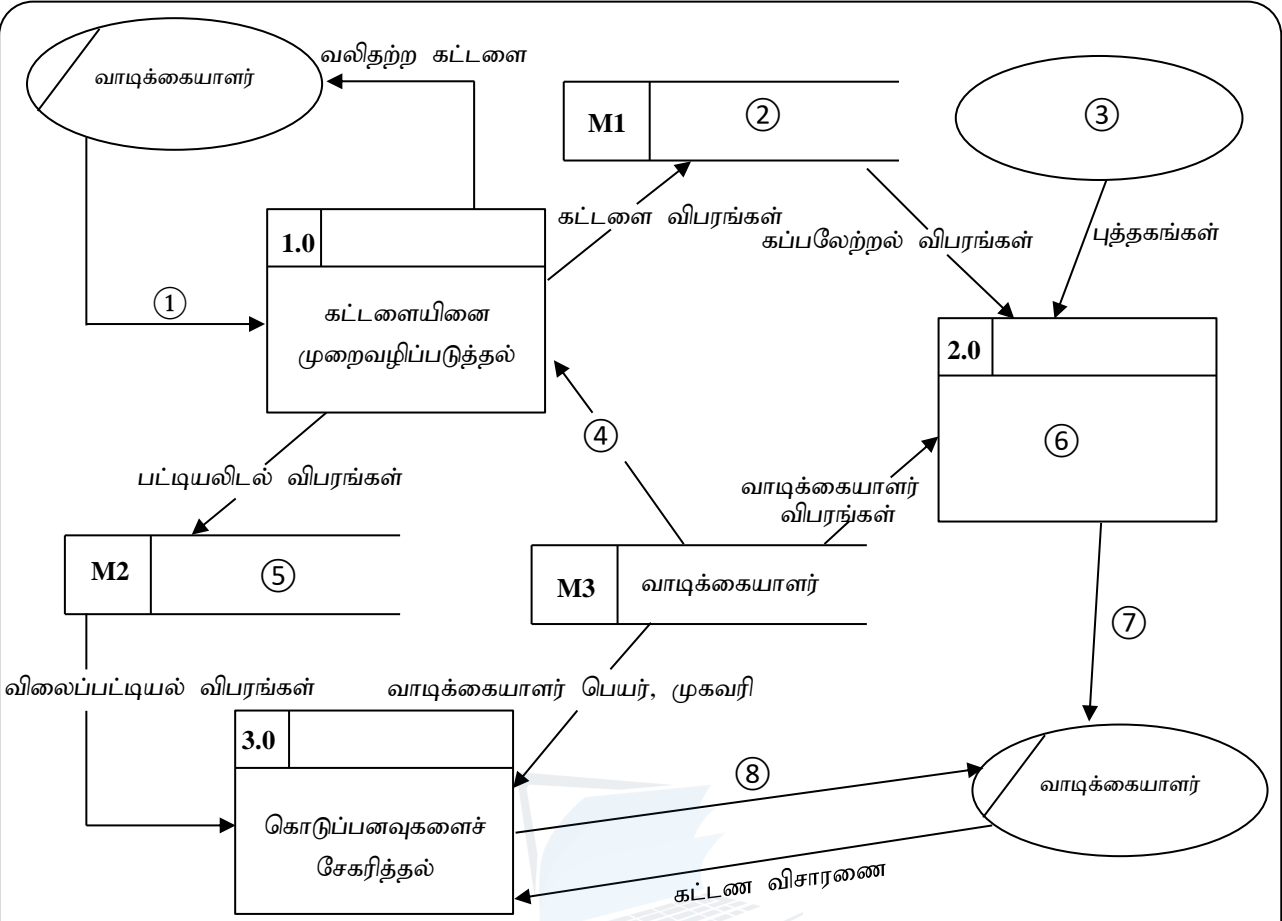 வாடிக்கையாளர்
வலிதற்ற கட்டளை
M1
②
③
கட்டளை விபரங்கள்
கப்பலேற்றல் விபரங்கள்
புத்தகங்கள்
1.0
①
கட்டளையினை
முறைவழிப்படுத்தல்
2.0
④
⑥
பட்டியலிடல் விபரங்கள்
வாடிக்கையாளர்
விபரங்கள்
M2
⑤
M3
வாடிக்கையாளர்
⑦
விலைப்பட்டியல் விபரங்கள்
வாடிக்கையாளர் பெயர், முகவரி
3.0
⑧
வாடிக்கையாளர்
கொடுப்பனவுகளைச்
சேகரித்தல்
கட்டண விசாரணை